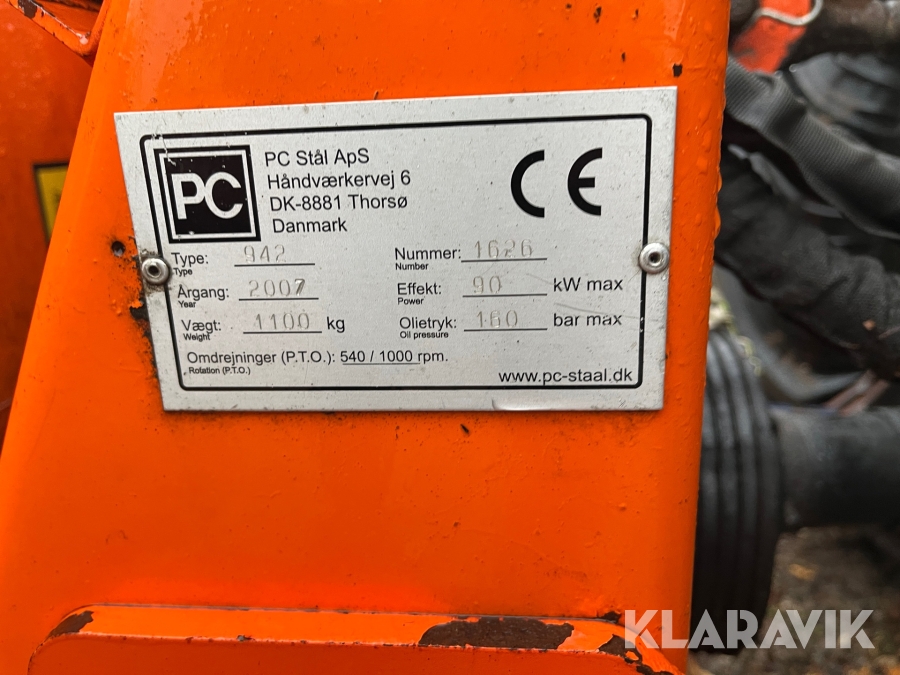 PC
PC Stål ApS
Håndværkervej 6
DK-8881 Thorsø
Danmark
CE
Type: 942
Type
Nummer: 1626
Number
Årgang: 2007
Year
Effekt: 90 kW max
Power
Vægt: 1100 kg
Weight
Olietryk: 160 bar max
Oil pressure
Omdrejninger (P.T.O.): 540 / 1000 rpm.
Rotation (P.T.O.)
www.pc-staal.dk
KLARAVIK